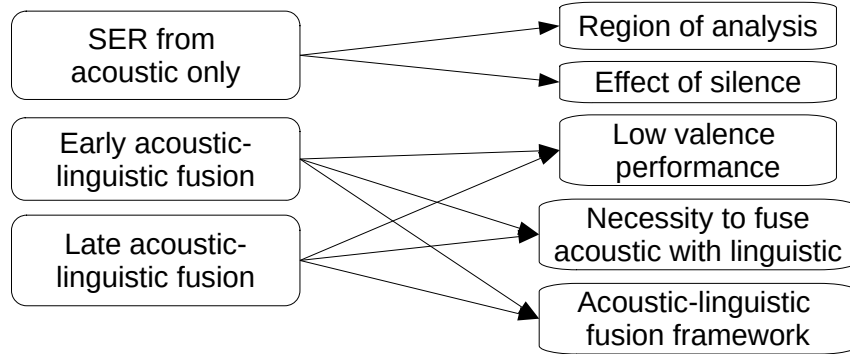 SER from
acoustic only
Early acoustic-
linguistic fusion
Late acoustic-
linguistic fusion
Region of analysis
Effect of silence
Low valence
performance
Necessity to fuse
acoustic with linguistic
Acoustic-linguistic
fusion framework